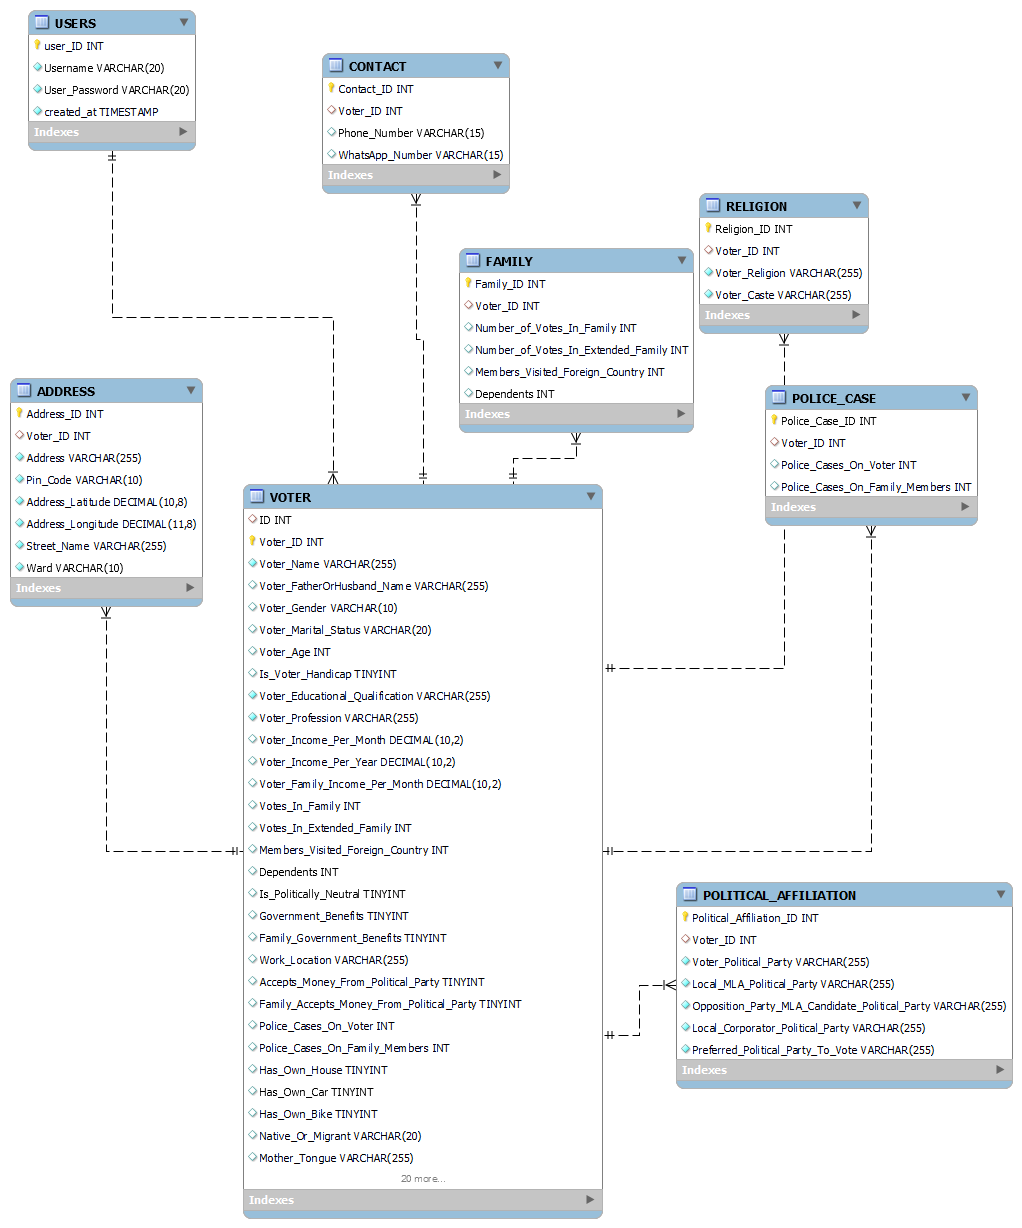 USERS
user_ID INT
Username VARCHAR(20)
User_Password VARCHAR(20)
created_at TIMESTAMP
Indexes
CONTACT
Contact_ID INT
Voter_ID INT
Phone_Number VARCHAR(15)
WhatsApp_Number VARCHAR(15)
Indexes
RELIGION
Religion_ID INT
Voter_ID INT
Voter_Religion VARCHAR(255)
Voter_Caste VARCHAR(255)
Indexes
FAMILY
Family_ID INT
Voter_ID INT
Number_of_Votes_In_Family INT
Number_of_Votes_In_Extended_Family INT
Members_Visited_Foreign_Country INT
Dependents INT
Indexes
ADDRESS
Address_ID INT
Voter_ID INT
Address VARCHAR(255)
Pin_Code VARCHAR(10)
Address_Latitude DECIMAL(10,8)
Address_Longitude DECIMAL(11,8)
Street_Name VARCHAR(255)
Ward VARCHAR(10)
Indexes
POLICE_CASE
Police_Case_ID INT
Voter_ID INT
Police_Cases_On_Voter INT
Police_Cases_On_Family_Members INT
Indexes
VOTER
ID INT
Voter_ID INT
Voter_Name VARCHAR(255)
Voter_FatherOrHusband_Name VARCHAR(255)
Voter_Gender VARCHAR(10)
Voter_Marital_Status VARCHAR(20)
Voter_Age INT
Is_Voter_Handicap TINYINT
Voter_Educational_Qualification VARCHAR(255)
Voter_Profession VARCHAR(255)
Voter_Income_Per_Month DECIMAL(10,2)
Voter_Income_Per_Year DECIMAL(10,2)
Voter_Family_Income_Per_Month DECIMAL(10,2)
Votes_In_Family INT
Votes_In_Extended_Family INT
Members_Visited_Foreign_Country INT
Dependents INT
Is_Politically_Neutral TINYINT
Government_Benefits TINYINT
Family_Government_Benefits TINYINT
Work_Location VARCHAR(255)
Accepts_Money_From_Political_Party TINYINT
Family_Accepts_Money_From_Political_Party TINYINT
Police_Cases_On_Voter INT
Police_Cases_On_Family_Members INT
Has_Own_House TINYINT
Has_Own_Car TINYINT
Has_Own_Bike TINYINT
Native_Or_Migrant VARCHAR(20)
Mother_Tongue VARCHAR(255)
20 more...
Indexes
POLITICAL_AFFILIATION
Political_Affiliation_ID INT
Voter_ID INT
Voter_Political_Party VARCHAR(255)
Local_MLA_Political_Party VARCHAR(255)
Opposition_Party_MLA_Candidate_Political_Party VARCHAR(255)
Local_Corporator_Political_Party VARCHAR(255)
Preferred_Political_Party_To_Vote VARCHAR(255)
Indexes